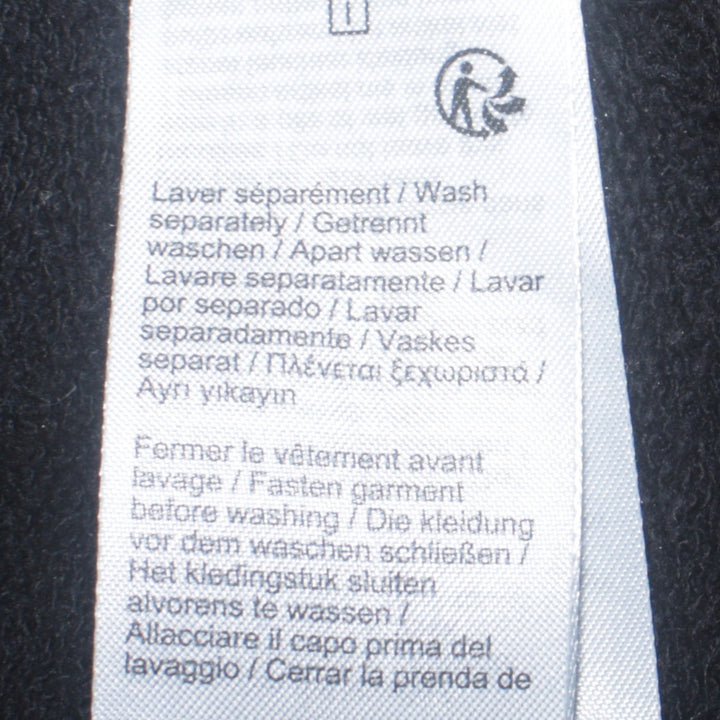 Laver séparément / Wash
separately / Getrennt
waschen / Apart wassen /
Lavare separatamente / Lavar
por separado / Lavar
separadamente / Vaskes
separat / Πλένεται ξεχωριστά /
Ayrı yıkayın
Fermer le vêtement avant
lavage / Fasten garment
before washing / Die kleidung
vor dem waschen schließen /
Het kledingstuk sluiten
alvorens te wassen /
Allacciare il capo prima del
lavaggio / Cerrar la prenda de